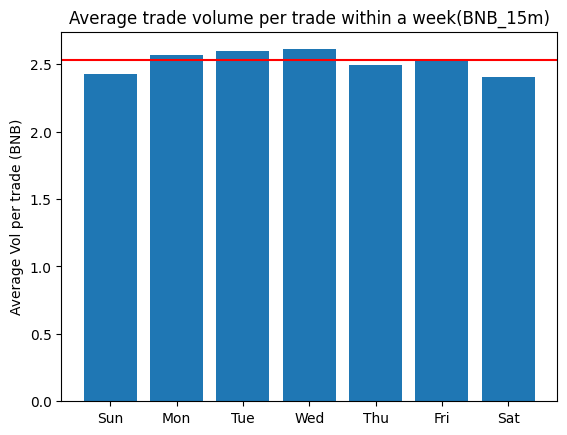 Average trade volume per trade within a week(BNB_15m)
Average Vol per trade (BNB)
2.5
2.0
1.5
1.0
0.5
0.0
Sun Mon Tue Wed Thu Fri Sat